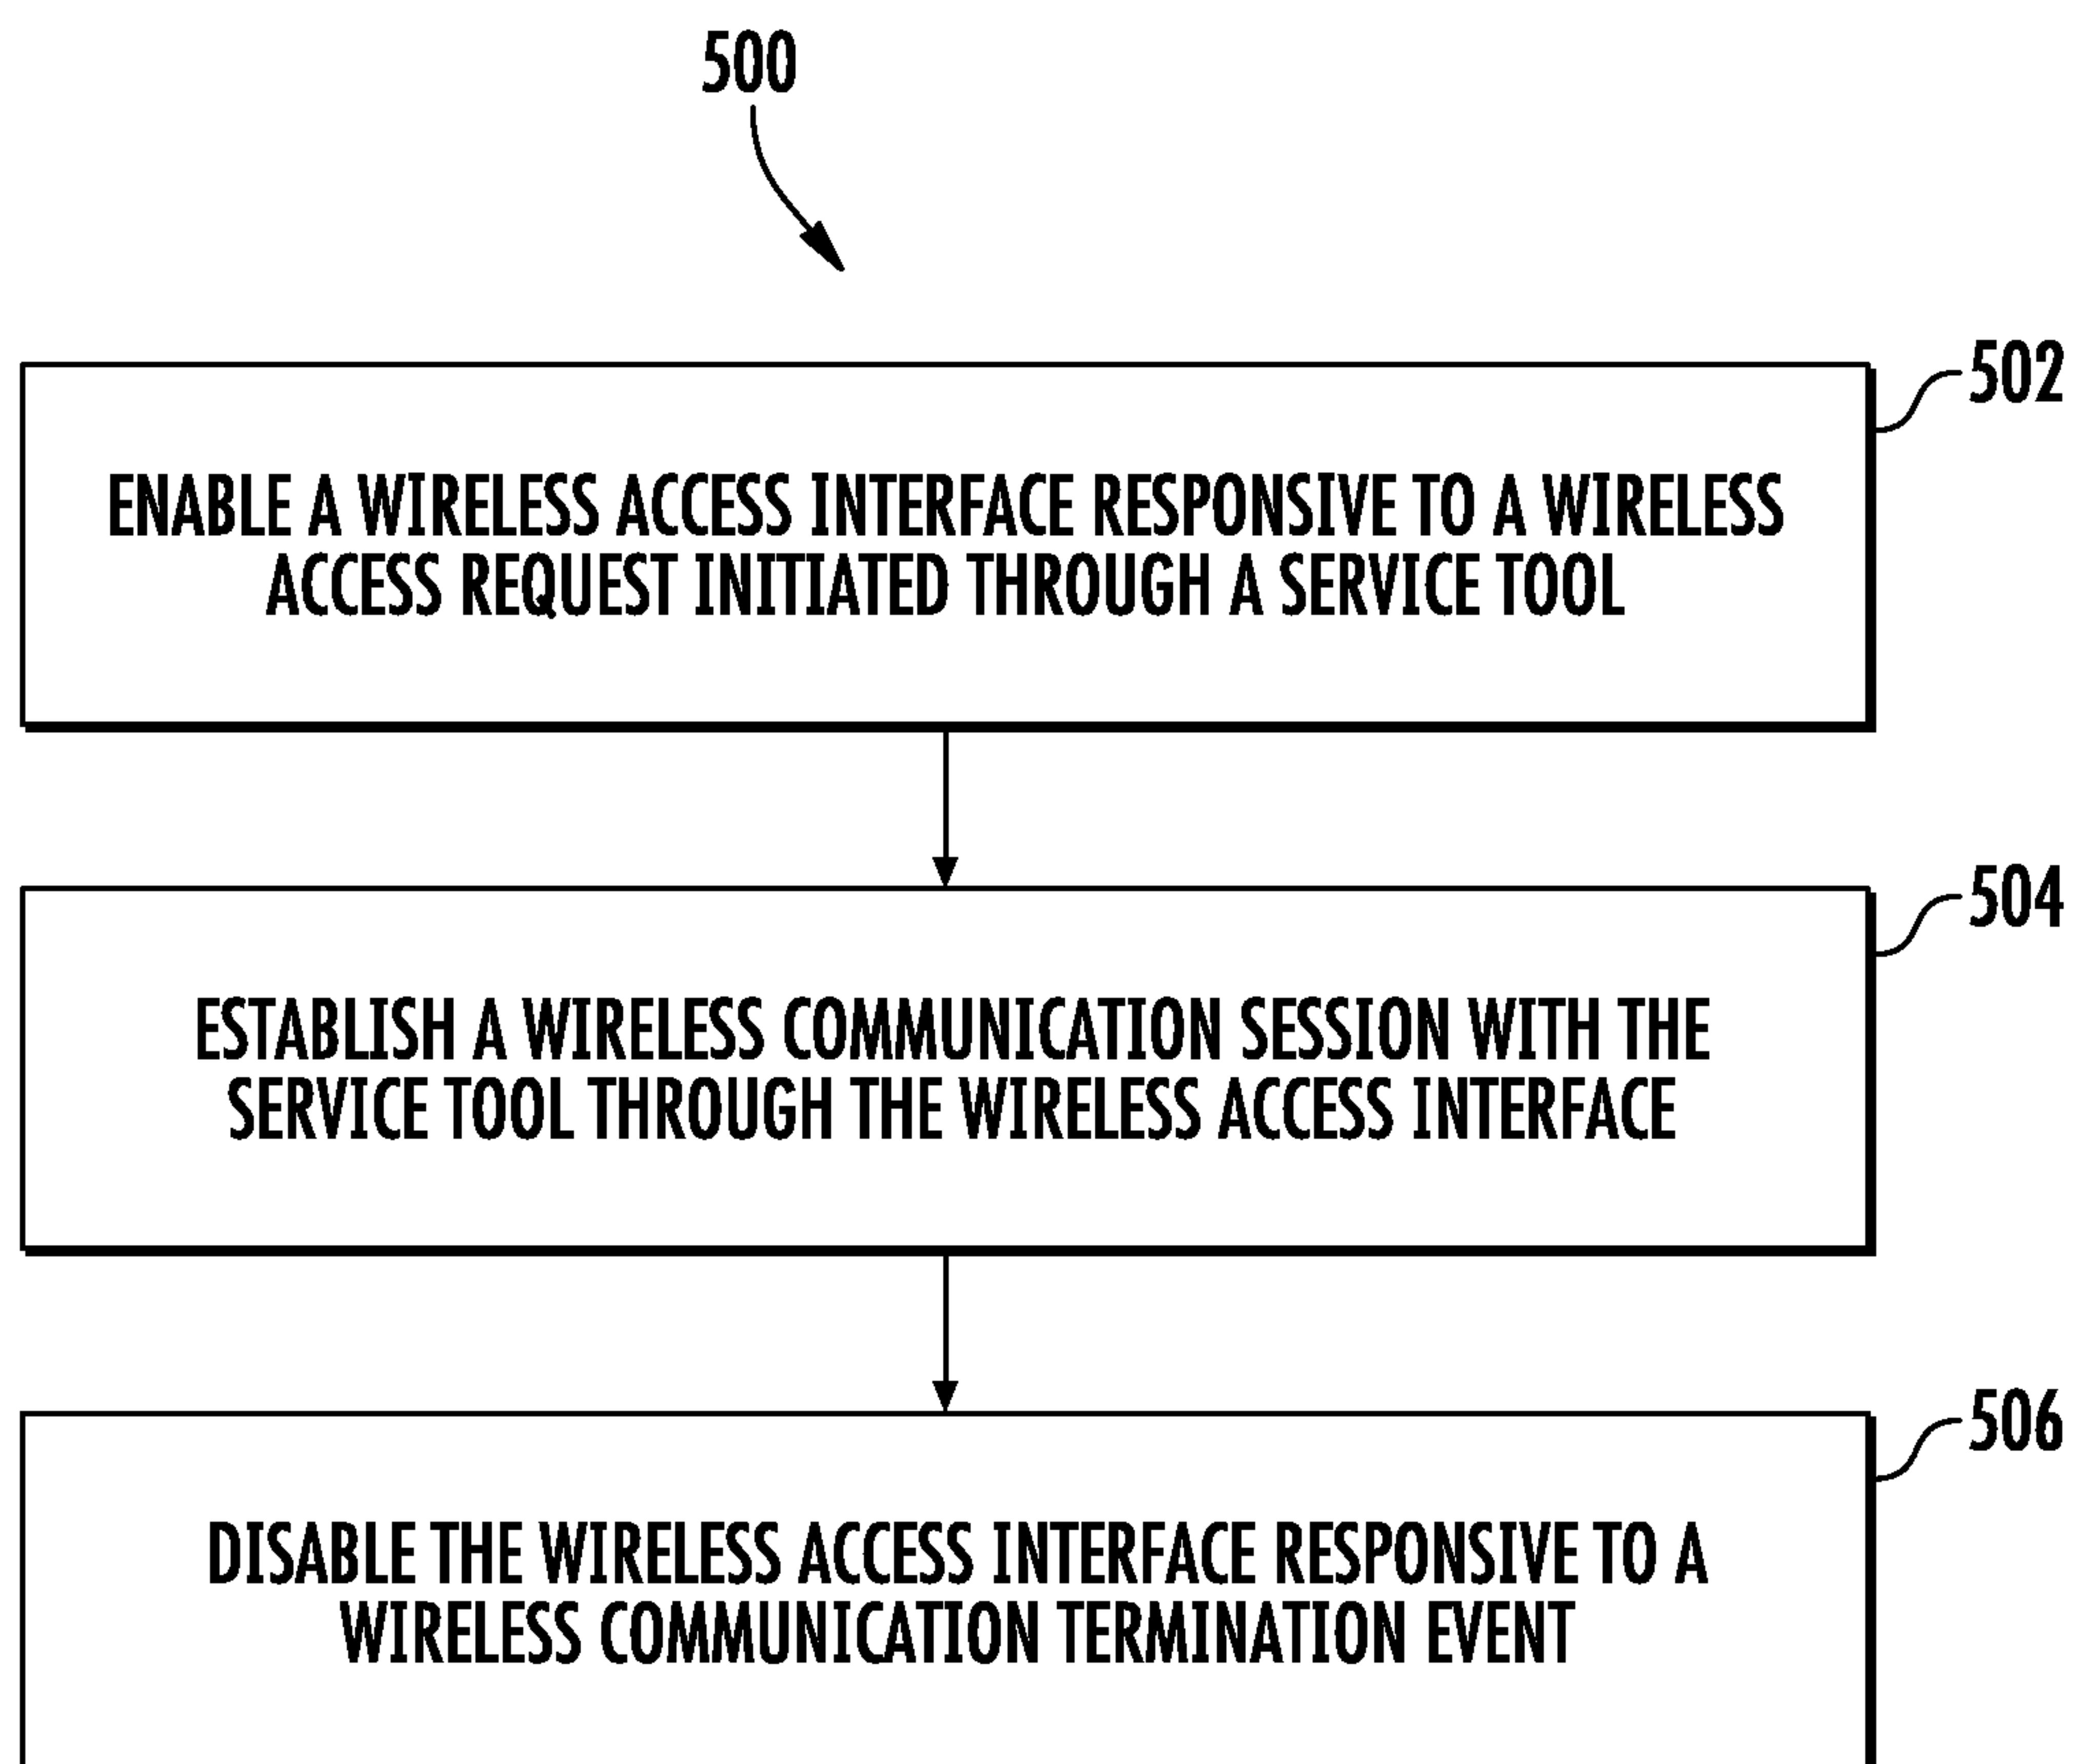 500
502
ENABLE A WIRELESS ACCESS INTERFACE RESPONSIVE TO A WIRELESS
ACCESS REQUEST INITIATED THROUGH A SERVICE TOOL
504
ESTABLISH A WIRELESS COMMUNICATION SESSION WITH THE
SERVICE TOOL THROUGH THE WIRELESS ACCESS INTERFACE
506
DISABLE THE WIRELESS ACCESS INTERFACE RESPONSIVE TO A
WIRELESS COMMUNICATION TERMINATION EVENT